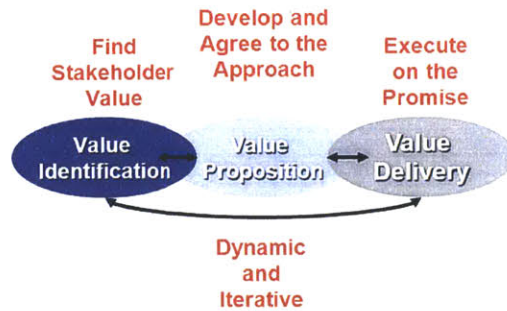 Find
Stakeholder
Value
Develop and
Agree to the
Approach
Execute
on the
Promise
Value
Identification
Value
Proposition
Value
Delivery
Dynamic
and
Iterative